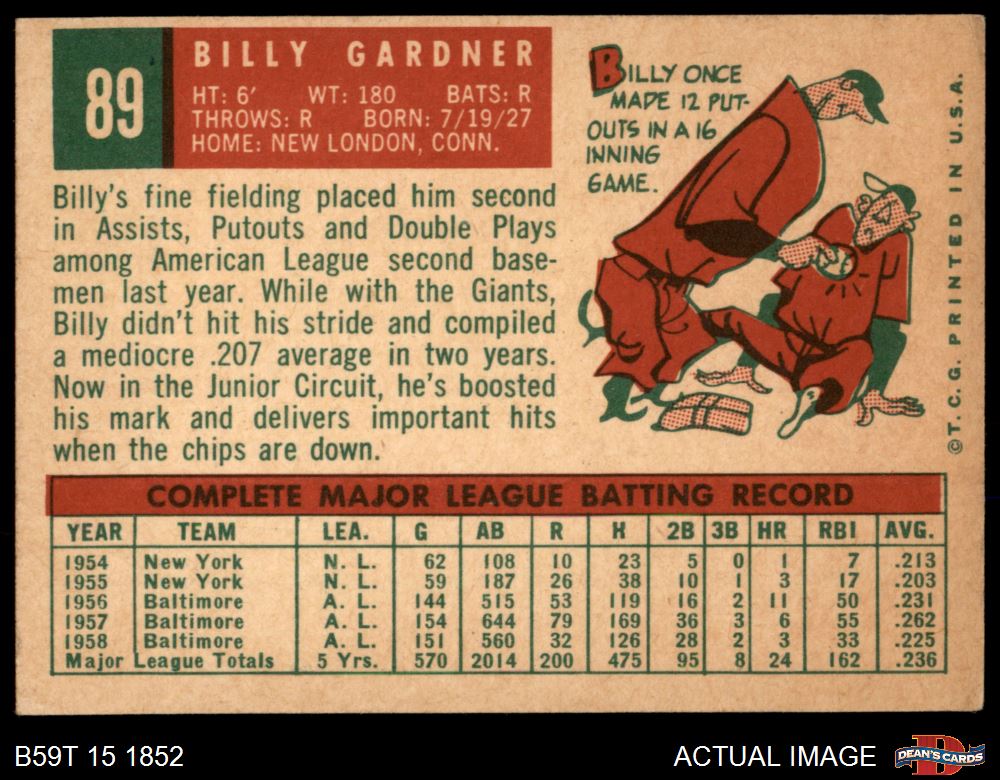 89
BILLY GARDNER
HT: 6' WT: 180 BATS: R
THROWS: R BORN: 7/19/27
HOME: NEW LONDON, CONN.
Billy's fine fielding placed him second
in Assists, Putouts and Double Plays
among American League second base-
men last year. While with the Giants,
Billy didn't hit his stride and compiled
a mediocre .207 average in two years.
Now in the Junior Circuit, he's boosted
his mark and delivers important hits
when the chips are down.
BILLY ONCE
MADE 12 PUT-
OUTS IN A 16
INNING
GAME.
©T. C. G. PRINTED IN U.S.A.
COMPLETE MAJOR LEAGUE BATTING RECORD
YEAR TEAM LEA. G AB R H 2B 3B HR RBI AVG.
1954 New York N. L. 62 108 10 23 5 0 1 7 .213
1955 New York N. L. 59 187 26 38 10 1 3 17 .203
1956 Baltimore A. L. 144 515 53 119 16 2 11 50 .231
1957 Baltimore A. L. 154 644 79 169 36 3 6 55 .262
1958 Baltimore A. L. 151 560 32 126 28 2 3 33 .225
Major League Totals 5 Yrs. 570 2014 200 475 95 8 24 162 .236
B59T 15 1852
ACTUAL IMAGE
D
DEAN'S CARDS